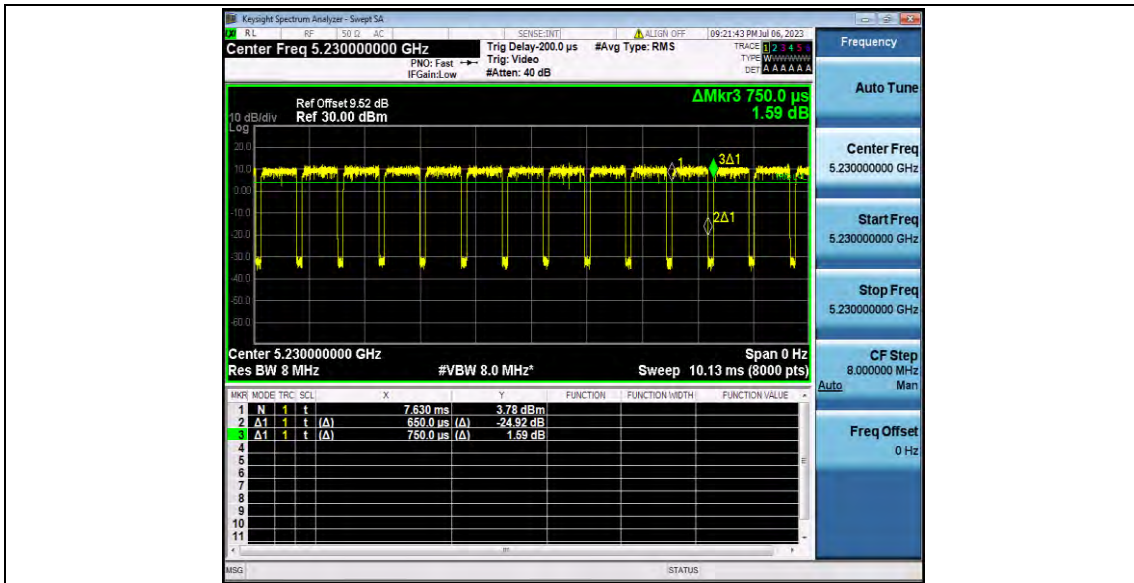 Keysight Spectrum Analyzer - Swept SA
RL RF 50 Ω AC SENSE:INT ALIGN OFF 09:21:43 PM Jul 06, 2023
Center Freq 5.230000000 GHz
PNO: Fast
IFGain:Low
Trig Delay-200.0 µs
Trig: Video
#Atten: 40 dB
#Avg Type: RMS
TRACE 1 2 3 4 5 6
TYPE W
DET A A A A A A
ΔMkr3 750.0 µs
1.59 dB
Ref Offset 9.52 dB
10 dB/div Ref 30.00 dBm
Log
20.0
10.0
0.00
-10.0
-20.0
-30.0
-40.0
-50.0
-60.0
1
3Δ1
2Δ1
Center 5.230000000 GHz Span 0 Hz
Res BW 8 MHz #VBW 8.0 MHz* Sweep 10.13 ms (8000 pts)
MKR MODE TRC SCL X Y FUNCTION FUNCTION WIDTH FUNCTION VALUE
1 N 1 t 7.630 ms 3.78 dBm
2 Δ1 1 t (Δ) 650.0 µs (Δ) -24.92 dB
3 Δ1 1 t (Δ) 750.0 µs (Δ) 1.59 dB
4
5
6
7
8
9
10
11
MSG STATUS
Frequency
Auto Tune
Center Freq
5.230000000 GHz
Start Freq
5.230000000 GHz
Stop Freq
5.230000000 GHz
CF Step
8.000000 MHz
Auto Man
Freq Offset
0 Hz